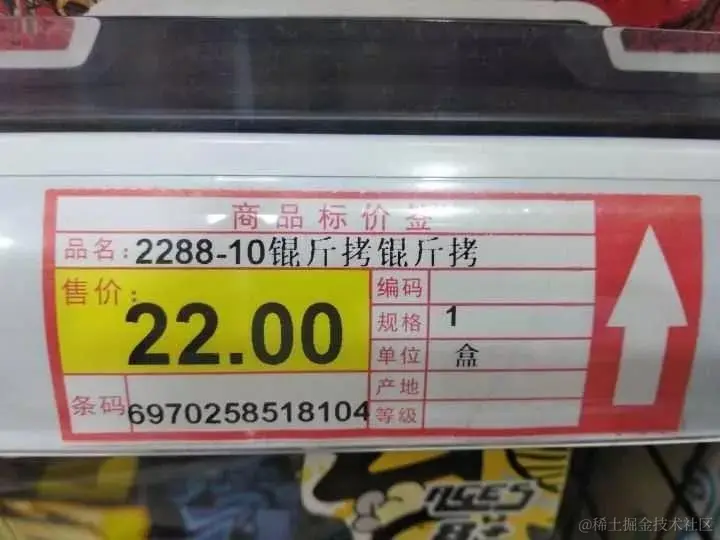 商品标价签
品名：2288-10锟斤拷锟斤拷
售价：22.00
编码
规格 1
单位 盒
产地
条码 6970258518104
等级
@稀土掘金技术社区